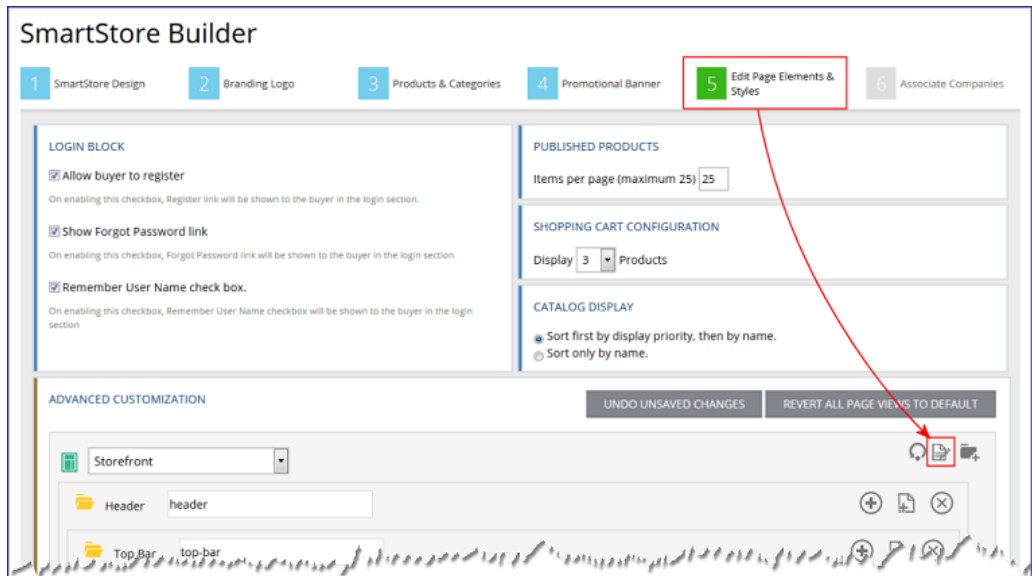 SmartStore Builder
1 SmartStore Design
2 Branding Logo
3 Products & Categories
4 Promotional Banner
5 Edit Page Elements &
Styles
6 Associate Companies
LOGIN BLOCK
Allow buyer to register
On enabling this checkbox, Register link will be shown to the buyer in the login section.
Show Forgot Password link
On enabling this checkbox, Forgot Password link will be shown to the buyer in the login section
Remember User Name check box.
On enabling this checkbox, Remember User Name checkbox will be shown to the buyer in the login
section
PUBLISHED PRODUCTS
Items per page (maximum 25) 25
SHOPPING CART CONFIGURATION
Display 3 Products
CATALOG DISPLAY
Sort first by display priority, then by name.
Sort only by name.
ADVANCED CUSTOMIZATION
UNDO UNSAVED CHANGES
REVERT ALL PAGE VIEWS TO DEFAULT
Storefront
Header header
Top Bar top-bar